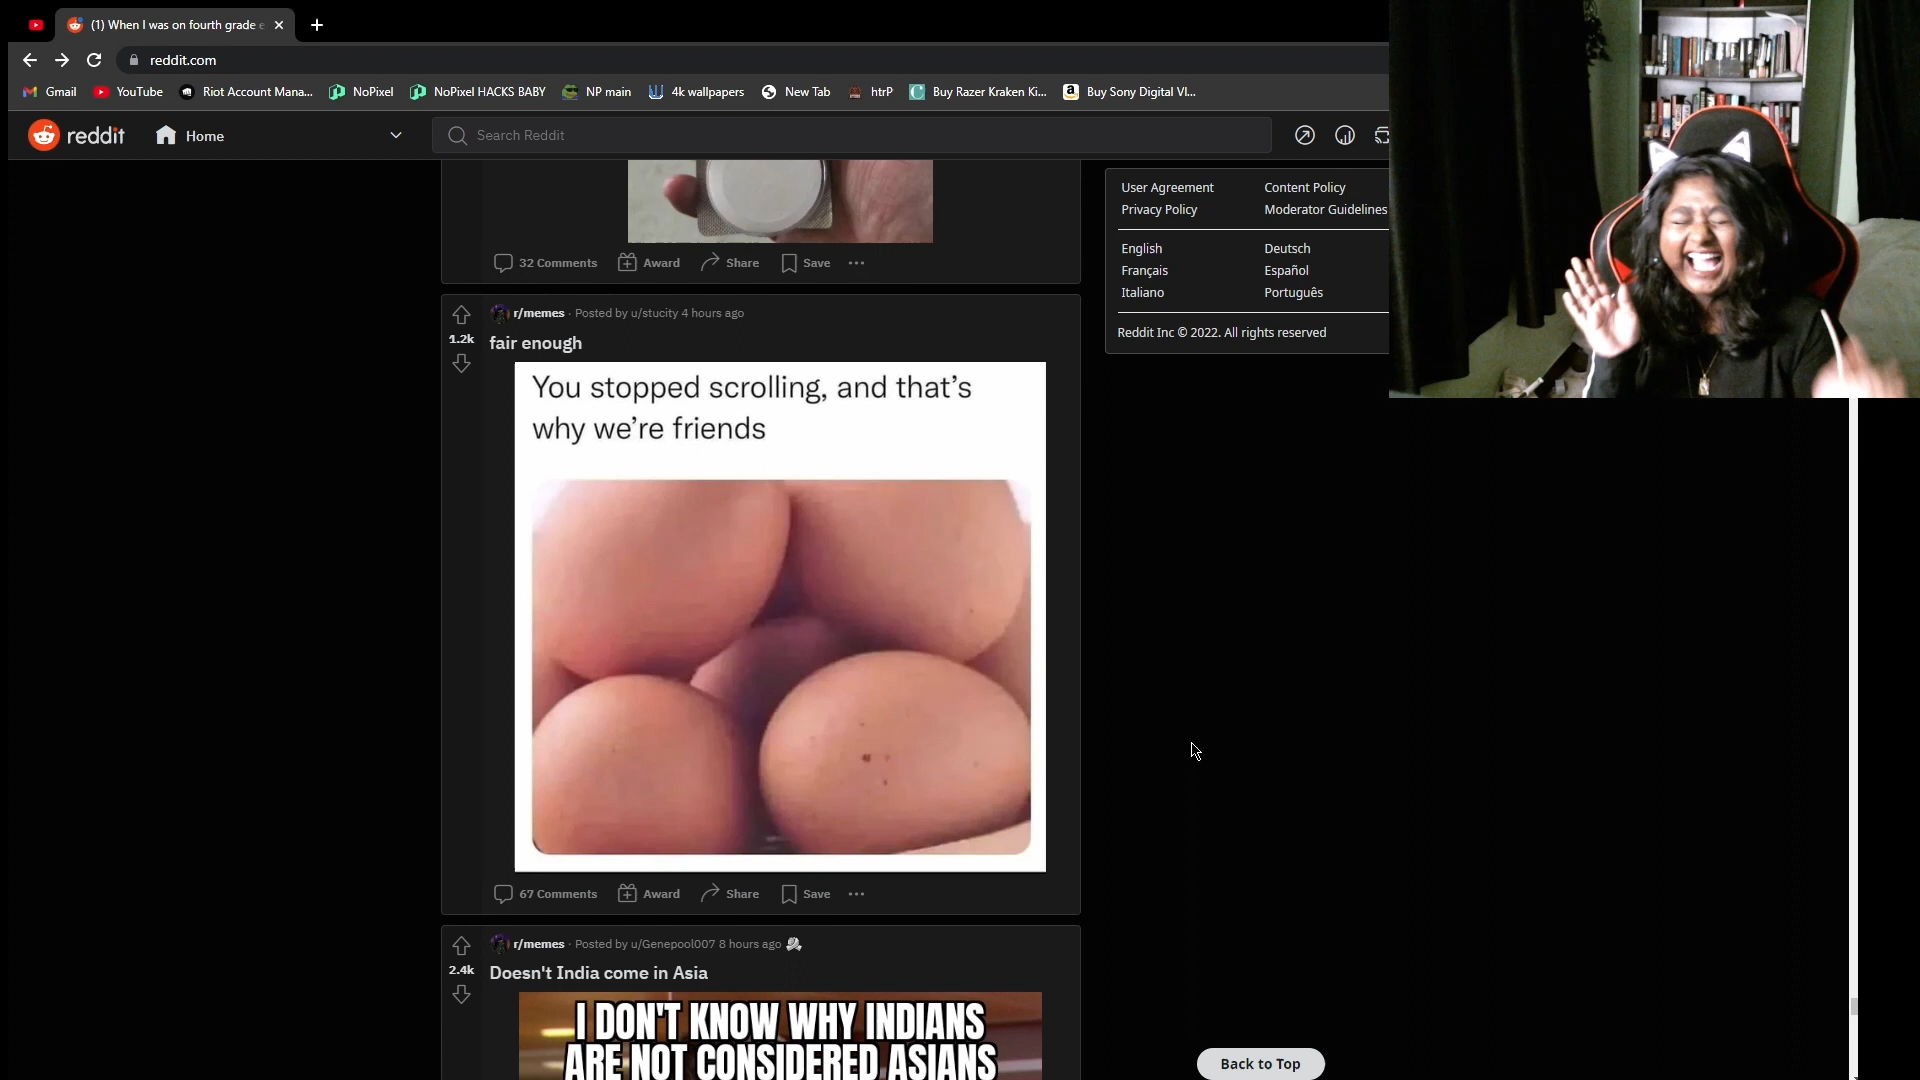 (1) When I was on fourth grade e
reddit.com
Gmail
YouTube
Riot Account Mana...
NoPixel
NoPixel HACKS BABY
NP main
4k wallpapers
New Tab
htrP
Buy Razer Kraken Ki...
Buy Sony Digital Vl...
reddit
Home
Search Reddit
32 Comments
Award
Share
Save
r/memes · Posted by u/stucity 4 hours ago
1.2k
fair enough
You stopped scrolling, and that's
why we're friends
67 Comments
Award
Share
Save
r/memes · Posted by u/Genepool007 8 hours ago
2.4k
Doesn't India come in Asia
I DON'T KNOW WHY INDIANS
ARE NOT CONSIDERED ASIANS
User Agreement
Content Policy
Privacy Policy
Moderator Guidelines
English
Deutsch
Français
Español
Italiano
Português
Reddit Inc © 2022. All rights reserved
Back to Top